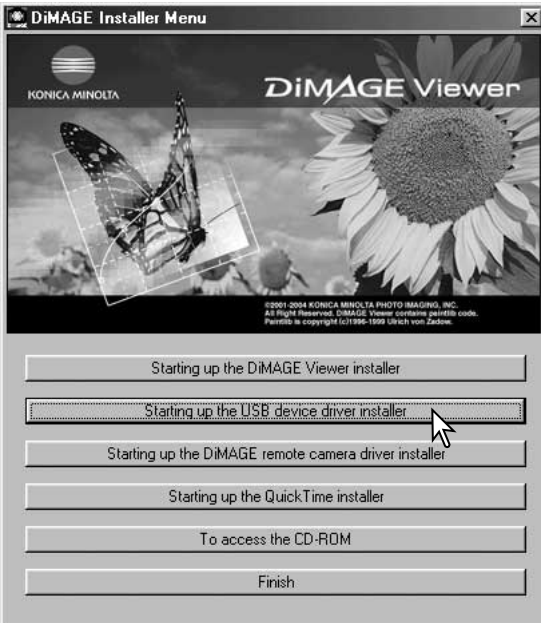 DiMAGE Installer Menu
KONICA MINOLTA
DiMAGE Viewer
©2001-2004 KONICA MINOLTA PHOTO IMAGING, INC.
All Right Reserved. DiMAGE Viewer contains paintlib code.
Paintlib is copyright (c)1996-1999 Ulrich von Zadow.
Starting up the DiMAGE Viewer installer
Starting up the USB device driver installer
Starting up the DiMAGE remote camera driver installer
Starting up the QuickTime installer
To access the CD-ROM
Finish